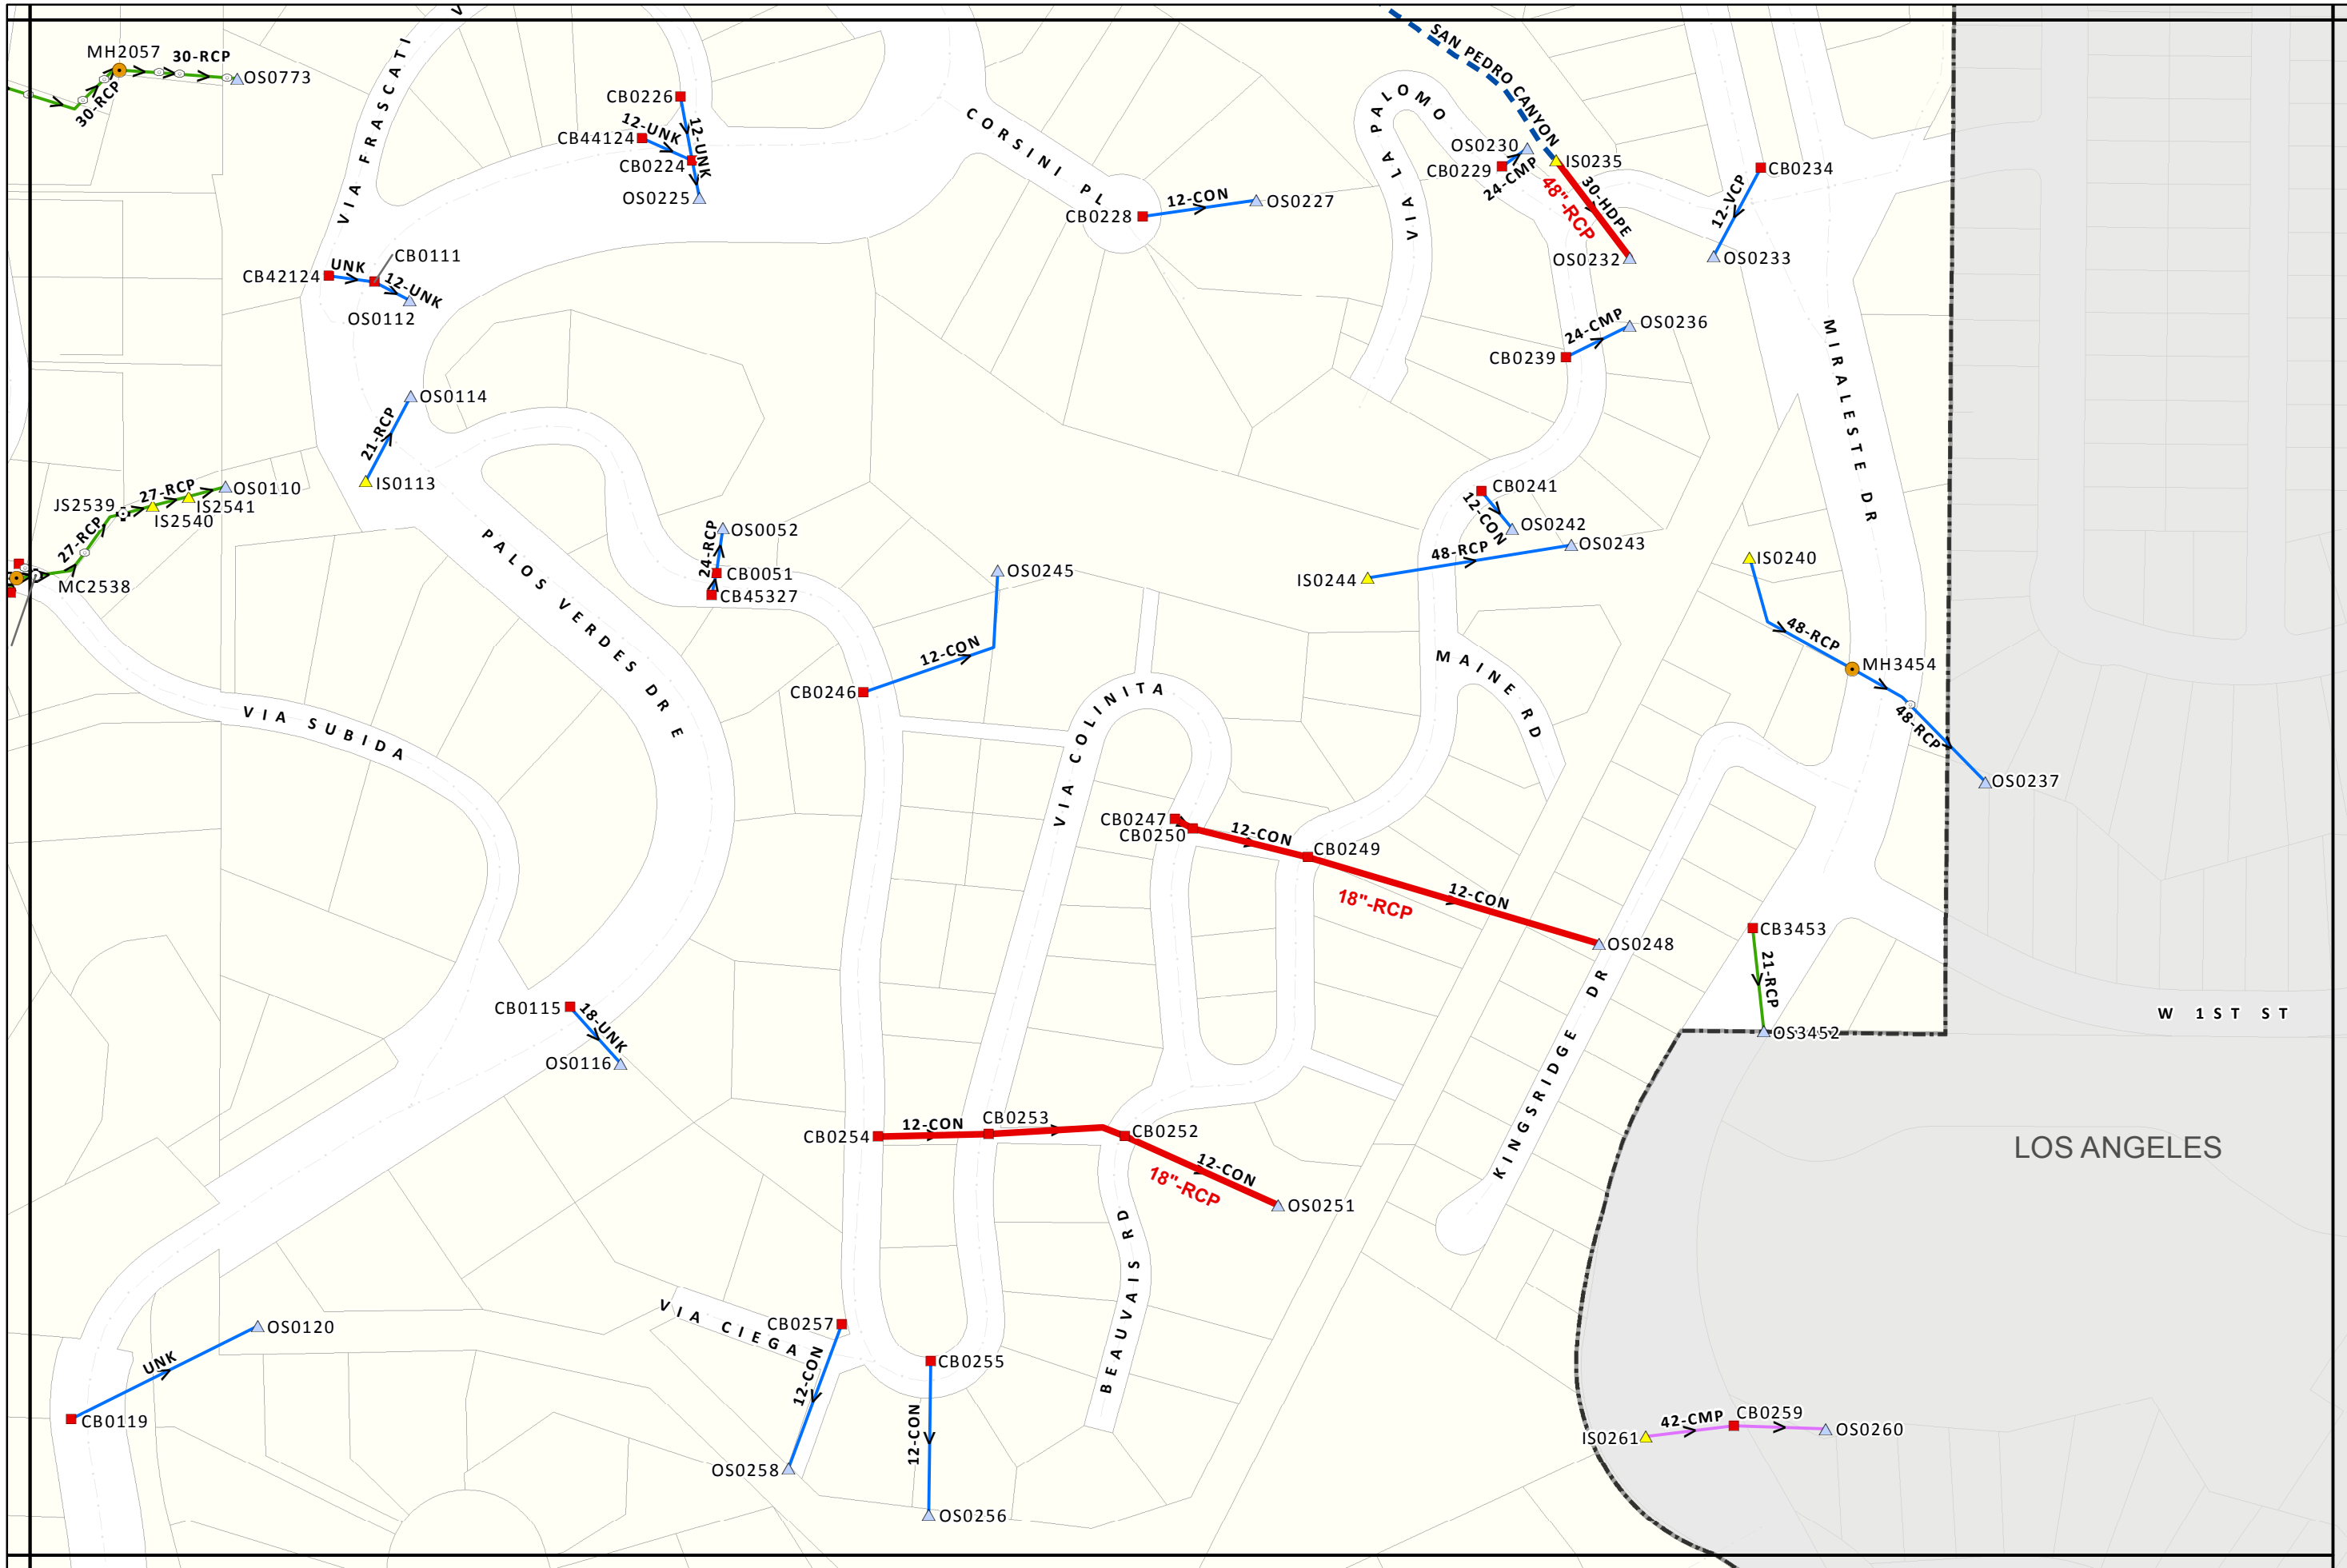 MH2057
30-RCP
OS0773
30-RCP
VIA FRASCATI
CB0226
12-UNK
12-UNK
CB44124
CB0224
OS0225
CORSINI PL
CB0228
12-CON
OS0227
SAN PEDRO CANYON
VIA LA PALOMO
OS0230
CB0229
24-CMP
IS0235
30-HDPE
48"-RCP
OS0232
CB0234
12-VCP
OS0233
CB42124
UNK
CB0111
12-UNK
OS0112
24-CMP
OS0236
CB0239
MIRALESTE DR
OS0114
21-RCP
IS0113
27-RCP
OS0110
JS2539
IS2541
IS2540
27-RCP
MC2538
PALOS VERDES DR E
24-RCP
OS0052
CB0051
CB45327
OS0245
12-CON
CB0246
CB0241
12-CON
OS0242
48-RCP
OS0243
IS0244
IS0240
48-RCP
MH3454
48-RCP
OS0237
MAINE RD
VIA SUBIDA
VIA COLINITA
CB0247
CB0250
12-CON
CB0249
12-CON
18"-RCP
OS0248
CB3453
21-RCP
OS3452
W 1ST ST
CB0115
18-UNK
OS0116
KINGSRIDGE DR
CB0254
12-CON
CB0253
CB0252
12-CON
18"-RCP
OS0251
LOS ANGELES
BEAUVAIS RD
VIA CIEGA
CB0257
12-CON
OS0258
CB0255
12-CON
OS0256
OS0120
UNK
CB0119
IS0261
42-CMP
CB0259
OS0260